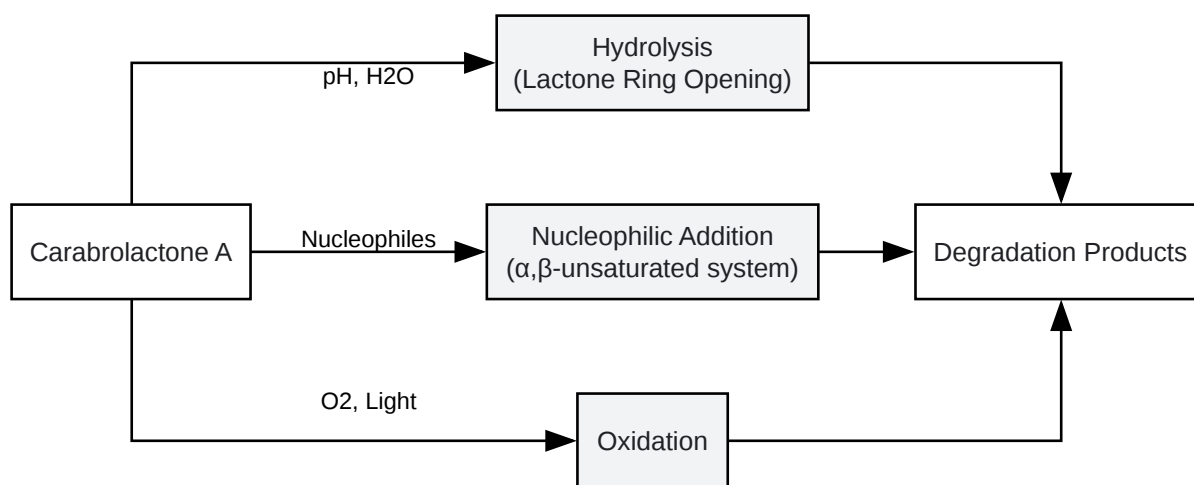 Hydrolysis
(Lactone Ring Opening)
pH, H2O
Carabrolactone A
Nucleophiles
Nucleophilic Addition
(α,β-unsaturated system)
Degradation Products
O2, Light
Oxidation